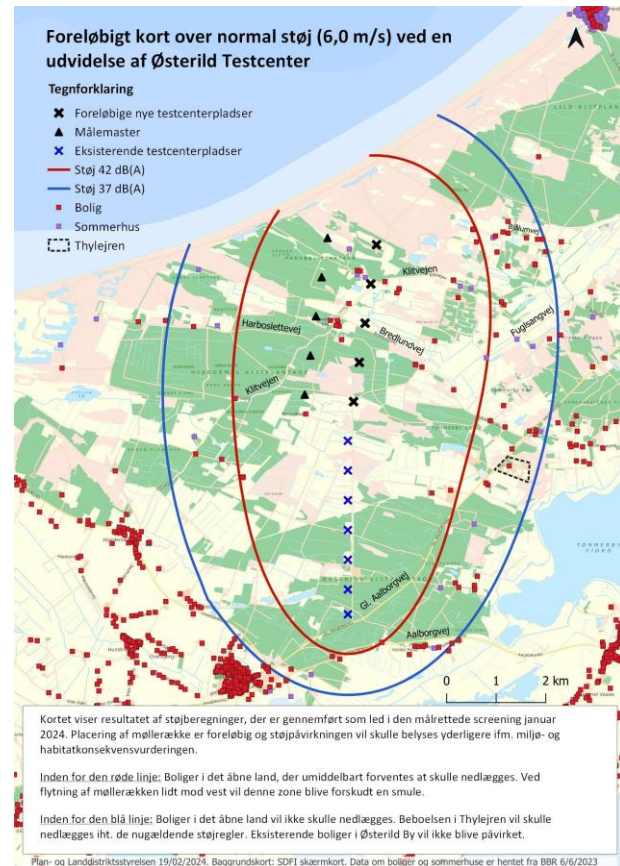 Foreløbigt kort over normal støj (6,0 m/s) ved en
udvidelse af Østerild Testcenter
Tegnforklaring
Foreløbige nye testcenterpladser
Målemaster
Eksisterende testcenterpladser
Støj 42 dB(A)
Støj 37 dB(A)
Bolig
Sommerhus
Thylejren
LILD KLITPLANTAGE
Klitvejen
Harboslettevej
Bredlundvej
Fuglsangvej
Klitvejen
TØMMERBY
FJORD
Gl. Aalborgvej
Aalborgvej
0 1 2 km
Kortet viser resultatet af støjberegninger, der er gennemført som led i den målrettede screening januar
2024. Placering af møllerække er foreløbig og støjpåvirkningen vil skulle belyses yderligere ifm. miljø- og
habitatkonsekvensvurderingen.
Inden for den røde linje: Boliger i det åbne land, der umiddelbart forventes at skulle nedlægges. Ved
flytning af møllerækken lidt mod vest vil denne zone blive forskudt en smule.
Inden for den blå linje: Boliger i det åbne land vil ikke skulle nedlægges. Beboelsen i Thylejren vil skulle
nedlægges iht. de nugældende støjregler. Eksisterende boliger i Østerild By vil ikke blive påvirket.
Plan- og Landdistriktsstyrelsen 19/02/2024. Baggrundskort: SDFI skærmkort. Data om boliger og sommerhuse er hentet fra BBR 6/6/2023